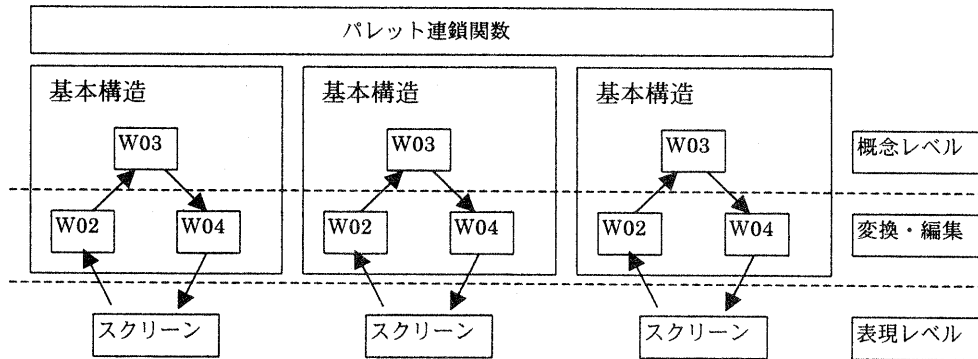 パレット連鎖関数
基本構造 基本構造 基本構造
W03 W03 W03 概念レベル
W02 W04 W02 W04 W02 W04 変換・編集
スクリーン スクリーン スクリーン 表現レベル